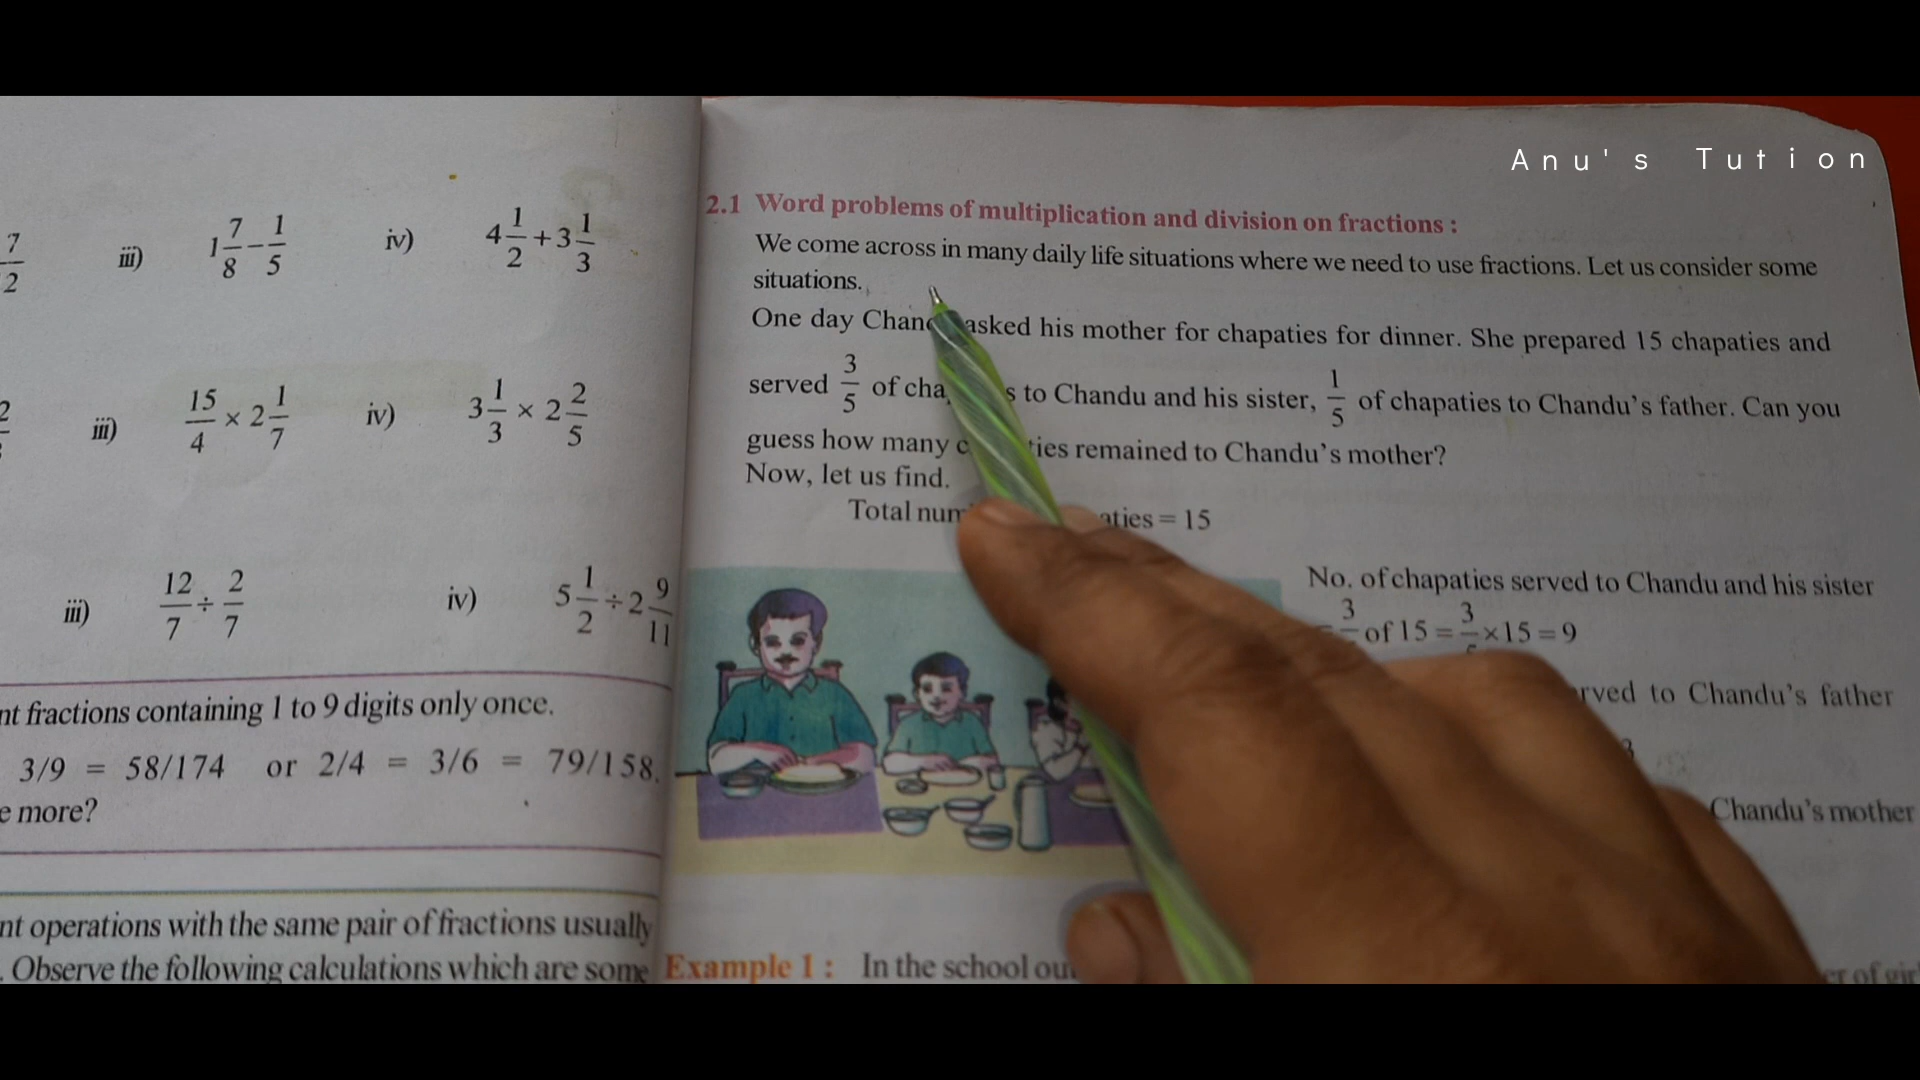 Anu's Tution
7/2 iii) 1 7/8 - 1/5 iv) 4 1/2 + 3 1/3
2 iii) 15/4 × 2 1/7 iv) 3 1/3 × 2 2/5
iii) 12/7 ÷ 2/7 iv) 5 1/2 ÷ 2 9/11
nt fractions containing 1 to 9 digits only once.
3/9 = 58/174 or 2/4 = 3/6 = 79/158.
e more?
nt operations with the same pair of fractions usually
. Observe the following calculations which are some
2.1 Word problems of multiplication and division on fractions :
We come across in many daily life situations where we need to use fractions. Let us consider some
situations.
One day Chan asked his mother for chapaties for dinner. She prepared 15 chapaties and
served 3/5 of cha s to Chandu and his sister, 1/5 of chapaties to Chandu's father. Can you
guess how many c ties remained to Chandu's mother?
Now, let us find.
Total num aties = 15
No. of chapaties served to Chandu and his sister
of 15 = 3/5 × 15 = 9
rved to Chandu's father
Chandu's mother
Example 1 : In the school